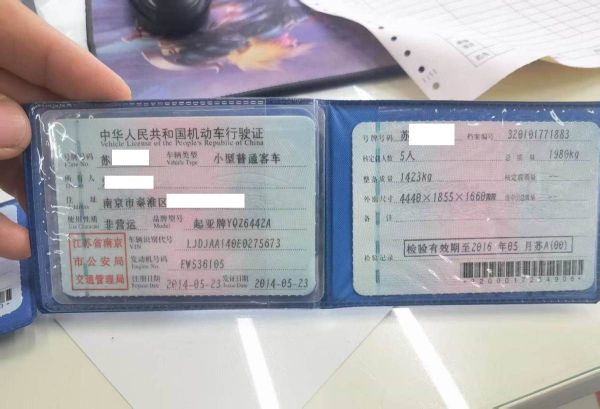 中华人民共和国机动车行驶证
Vehicle License of the People's Republic of China
号牌号码 苏 车辆类型 小型普通客车
Plate No. Vehicle Type
所有人
住址 南京市秦淮区
使用性质 非营运 品牌型号 起亚牌YQZ6442A
Use Character Model
江苏省南京
市公安局
交通管理局
车辆识别代号 LJDJAA140E0275673
VIN
发动机号码 EW536105
Engine No.
注册日期 2014-05-23 发证日期 2014-05-23
Register Date Issue Date
号牌号码 苏 档案编号 320101771883
核定载人数 5人 总质量 1980kg
整备质量 1423kg 核定载质量
外廓尺寸 4440×1855×1660mm 准牵引总质量
备注
检验有效期至2016年05月苏A(00)
检验记录